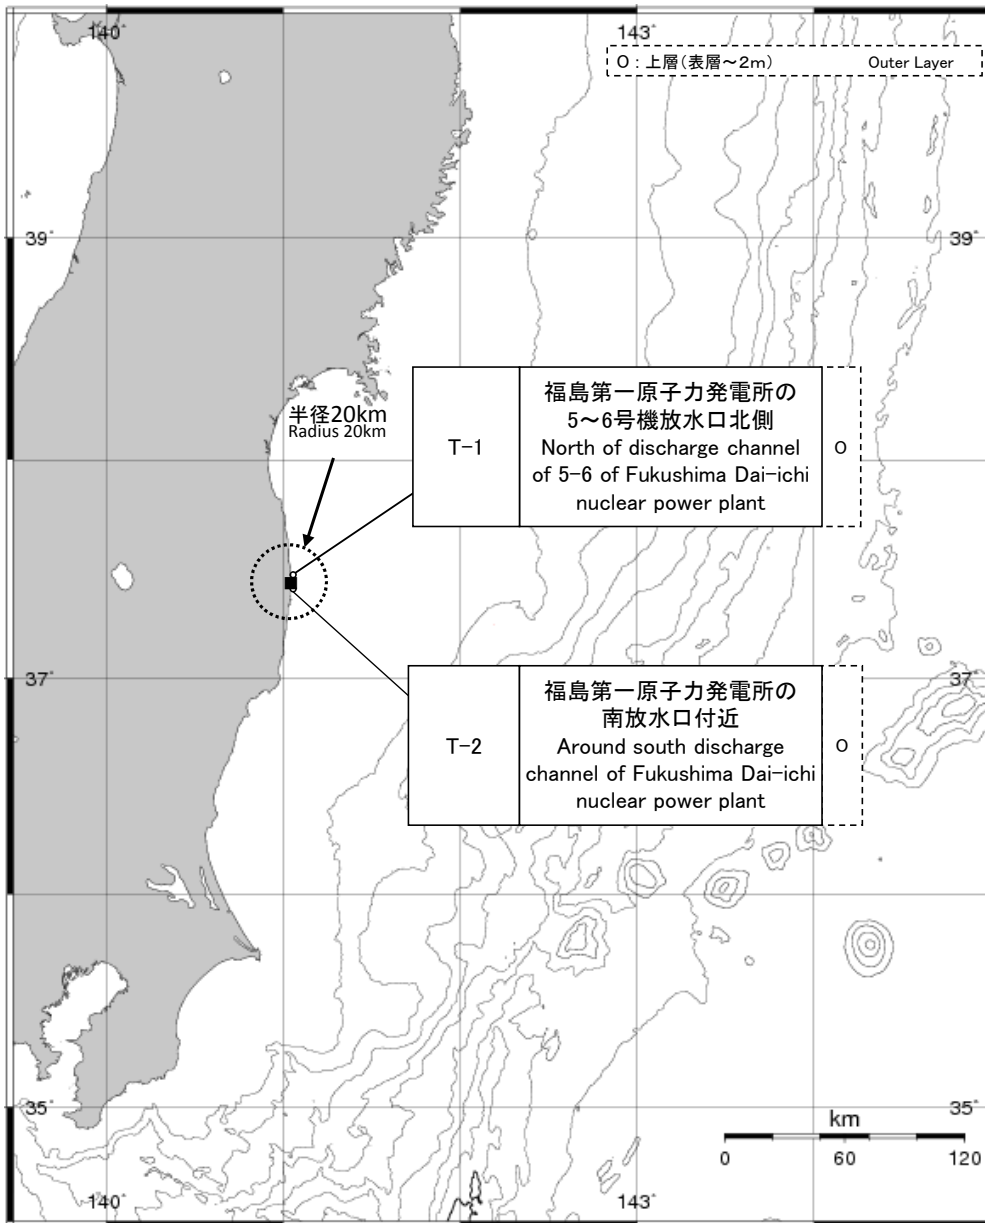 140°
143°
O : 上層(表層～2m) Outer Layer
39°
39°
半径20km
Radius 20km
T-1
福島第一原子力発電所の
5～6号機放水口北側
North of discharge channel
of 5-6 of Fukushima Dai-ichi
nuclear power plant
O
37°
37°
T-2
福島第一原子力発電所の
南放水口付近
Around south discharge
channel of Fukushima Dai-ichi
nuclear power plant
O
35°
35°
km
0 60 120
140°
143°